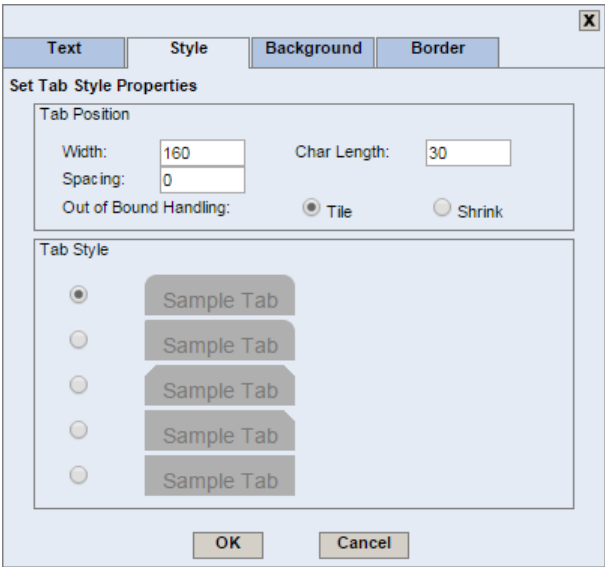 X
Text Style Background Border
Set Tab Style Properties
Tab Position
Width: 160 Char Length: 30
Spacing: 0
Out of Bound Handling: Tile Shrink
Tab Style
Sample Tab
Sample Tab
Sample Tab
Sample Tab
Sample Tab
OK Cancel